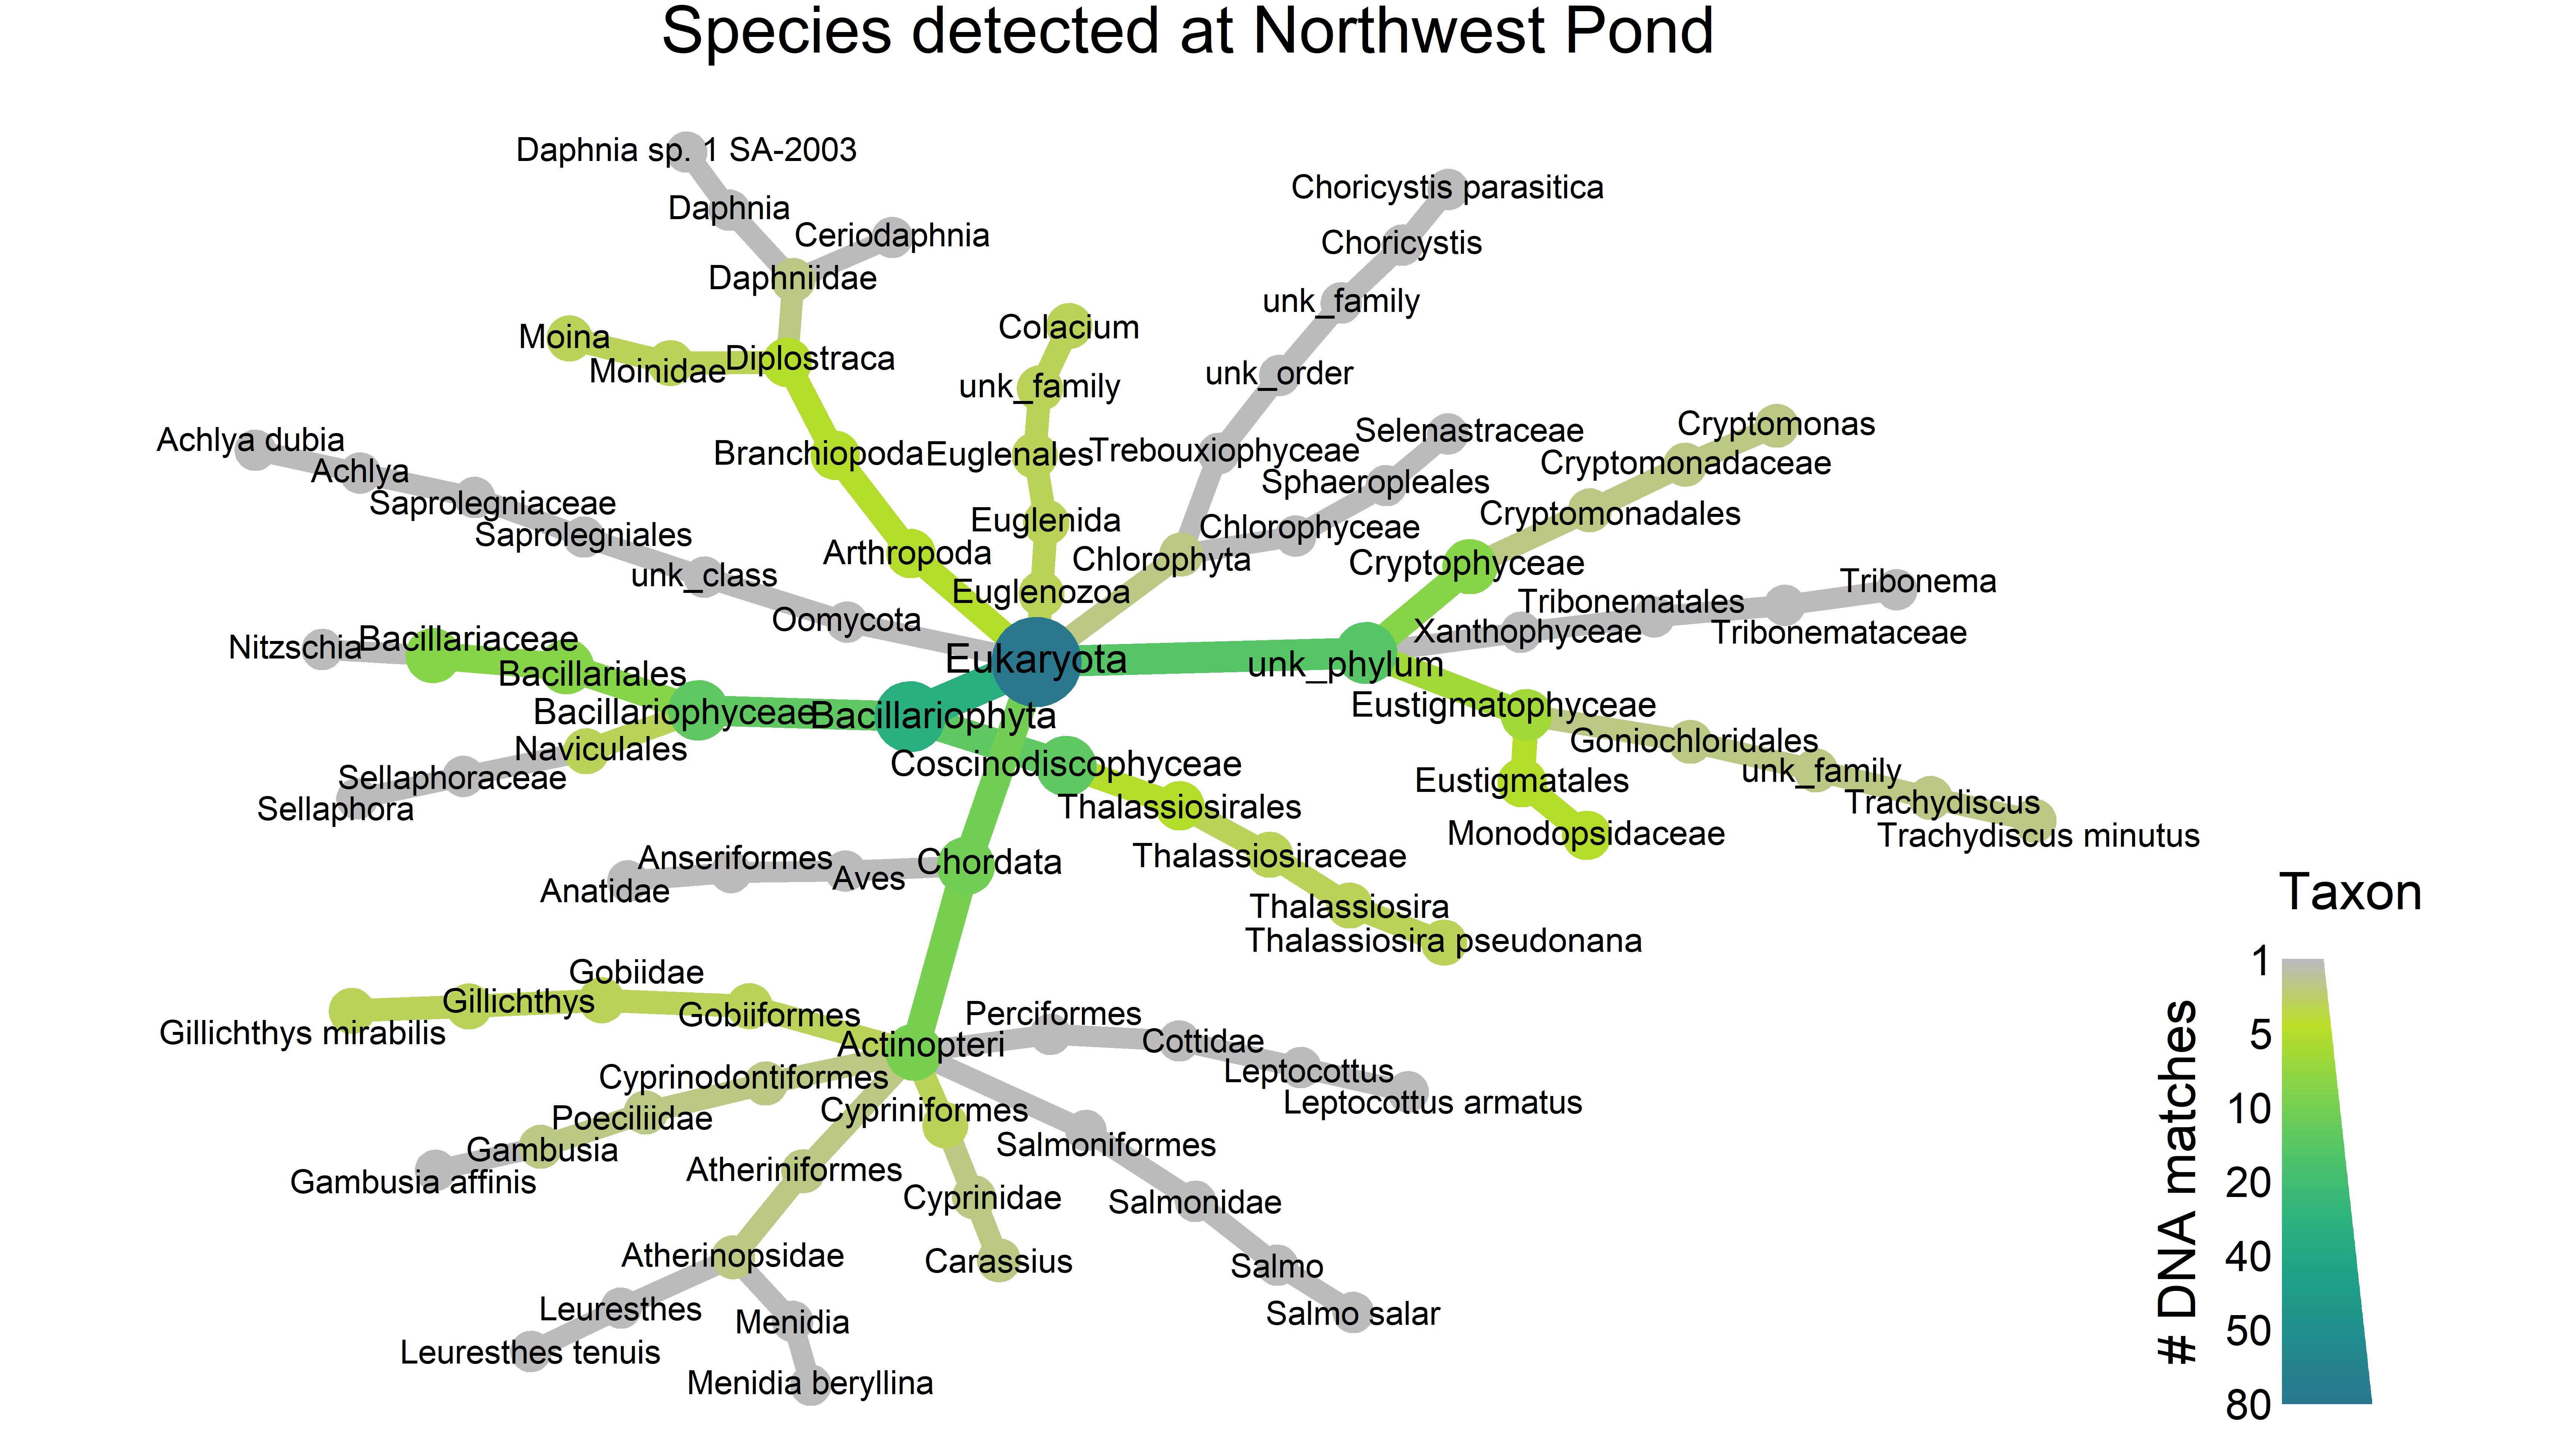 Species detected at Northwest Pond
Daphnia sp. 1 SA-2003
Choricystis parasitica
Daphnia
Ceriodaphnia
Choricystis
Daphniidae
unk_family
Colacium
Moina
Diplostraca
Moinidae
unk_family
unk_order
Achlya dubia
Achlya
Branchiopoda
Euglenales
Trebouxiophyceae
Selenastraceae
Cryptomonas
Cryptomonadaceae
Sphaeropleales
Saprolegniaceae
Saprolegniales
Euglenida
Chlorophyceae
Cryptomonadales
Arthropoda
Chlorophyta
Cryptophyceae
unk_class
Euglenozoa
Tribonema
Tribonematales
Oomycota
Xanthophyceae
Tribonemataceae
Nitzschia
Bacillariaceae
Bacillariales
Eukaryota
unk_phylum
Bacillariophyceae
Bacillariophyta
Eustigmatophyceae
Naviculales
Goniochloridales
Sellaphoraceae
Coscinodiscophyceae
Eustigmatales
unk_family
Sellaphora
Thalassiosirales
Trachydiscus
Monodopsidaceae
Trachydiscus minutus
Anseriformes
Chordata
Thalassiosiraceae
Anatidae
Aves
Thalassiosira
Thalassiosira pseudonana
Gobiidae
Gillichthys
Gobiiformes
Gillichthys mirabilis
Perciformes
Actinopteri
Cottidae
Cyprinodontiformes
Leptocottus
Poeciliidae
Cypriniformes
Leptocottus armatus
Gambusia
Salmoniformes
Gambusia affinis
Atheriniformes
Cyprinidae
Salmonidae
Atherinopsidae
Carassius
Salmo
Leuresthes
Menidia
Salmo salar
Leuresthes tenuis
Menidia beryllina
Taxon
# DNA matches
1
5
10
20
40
50
80